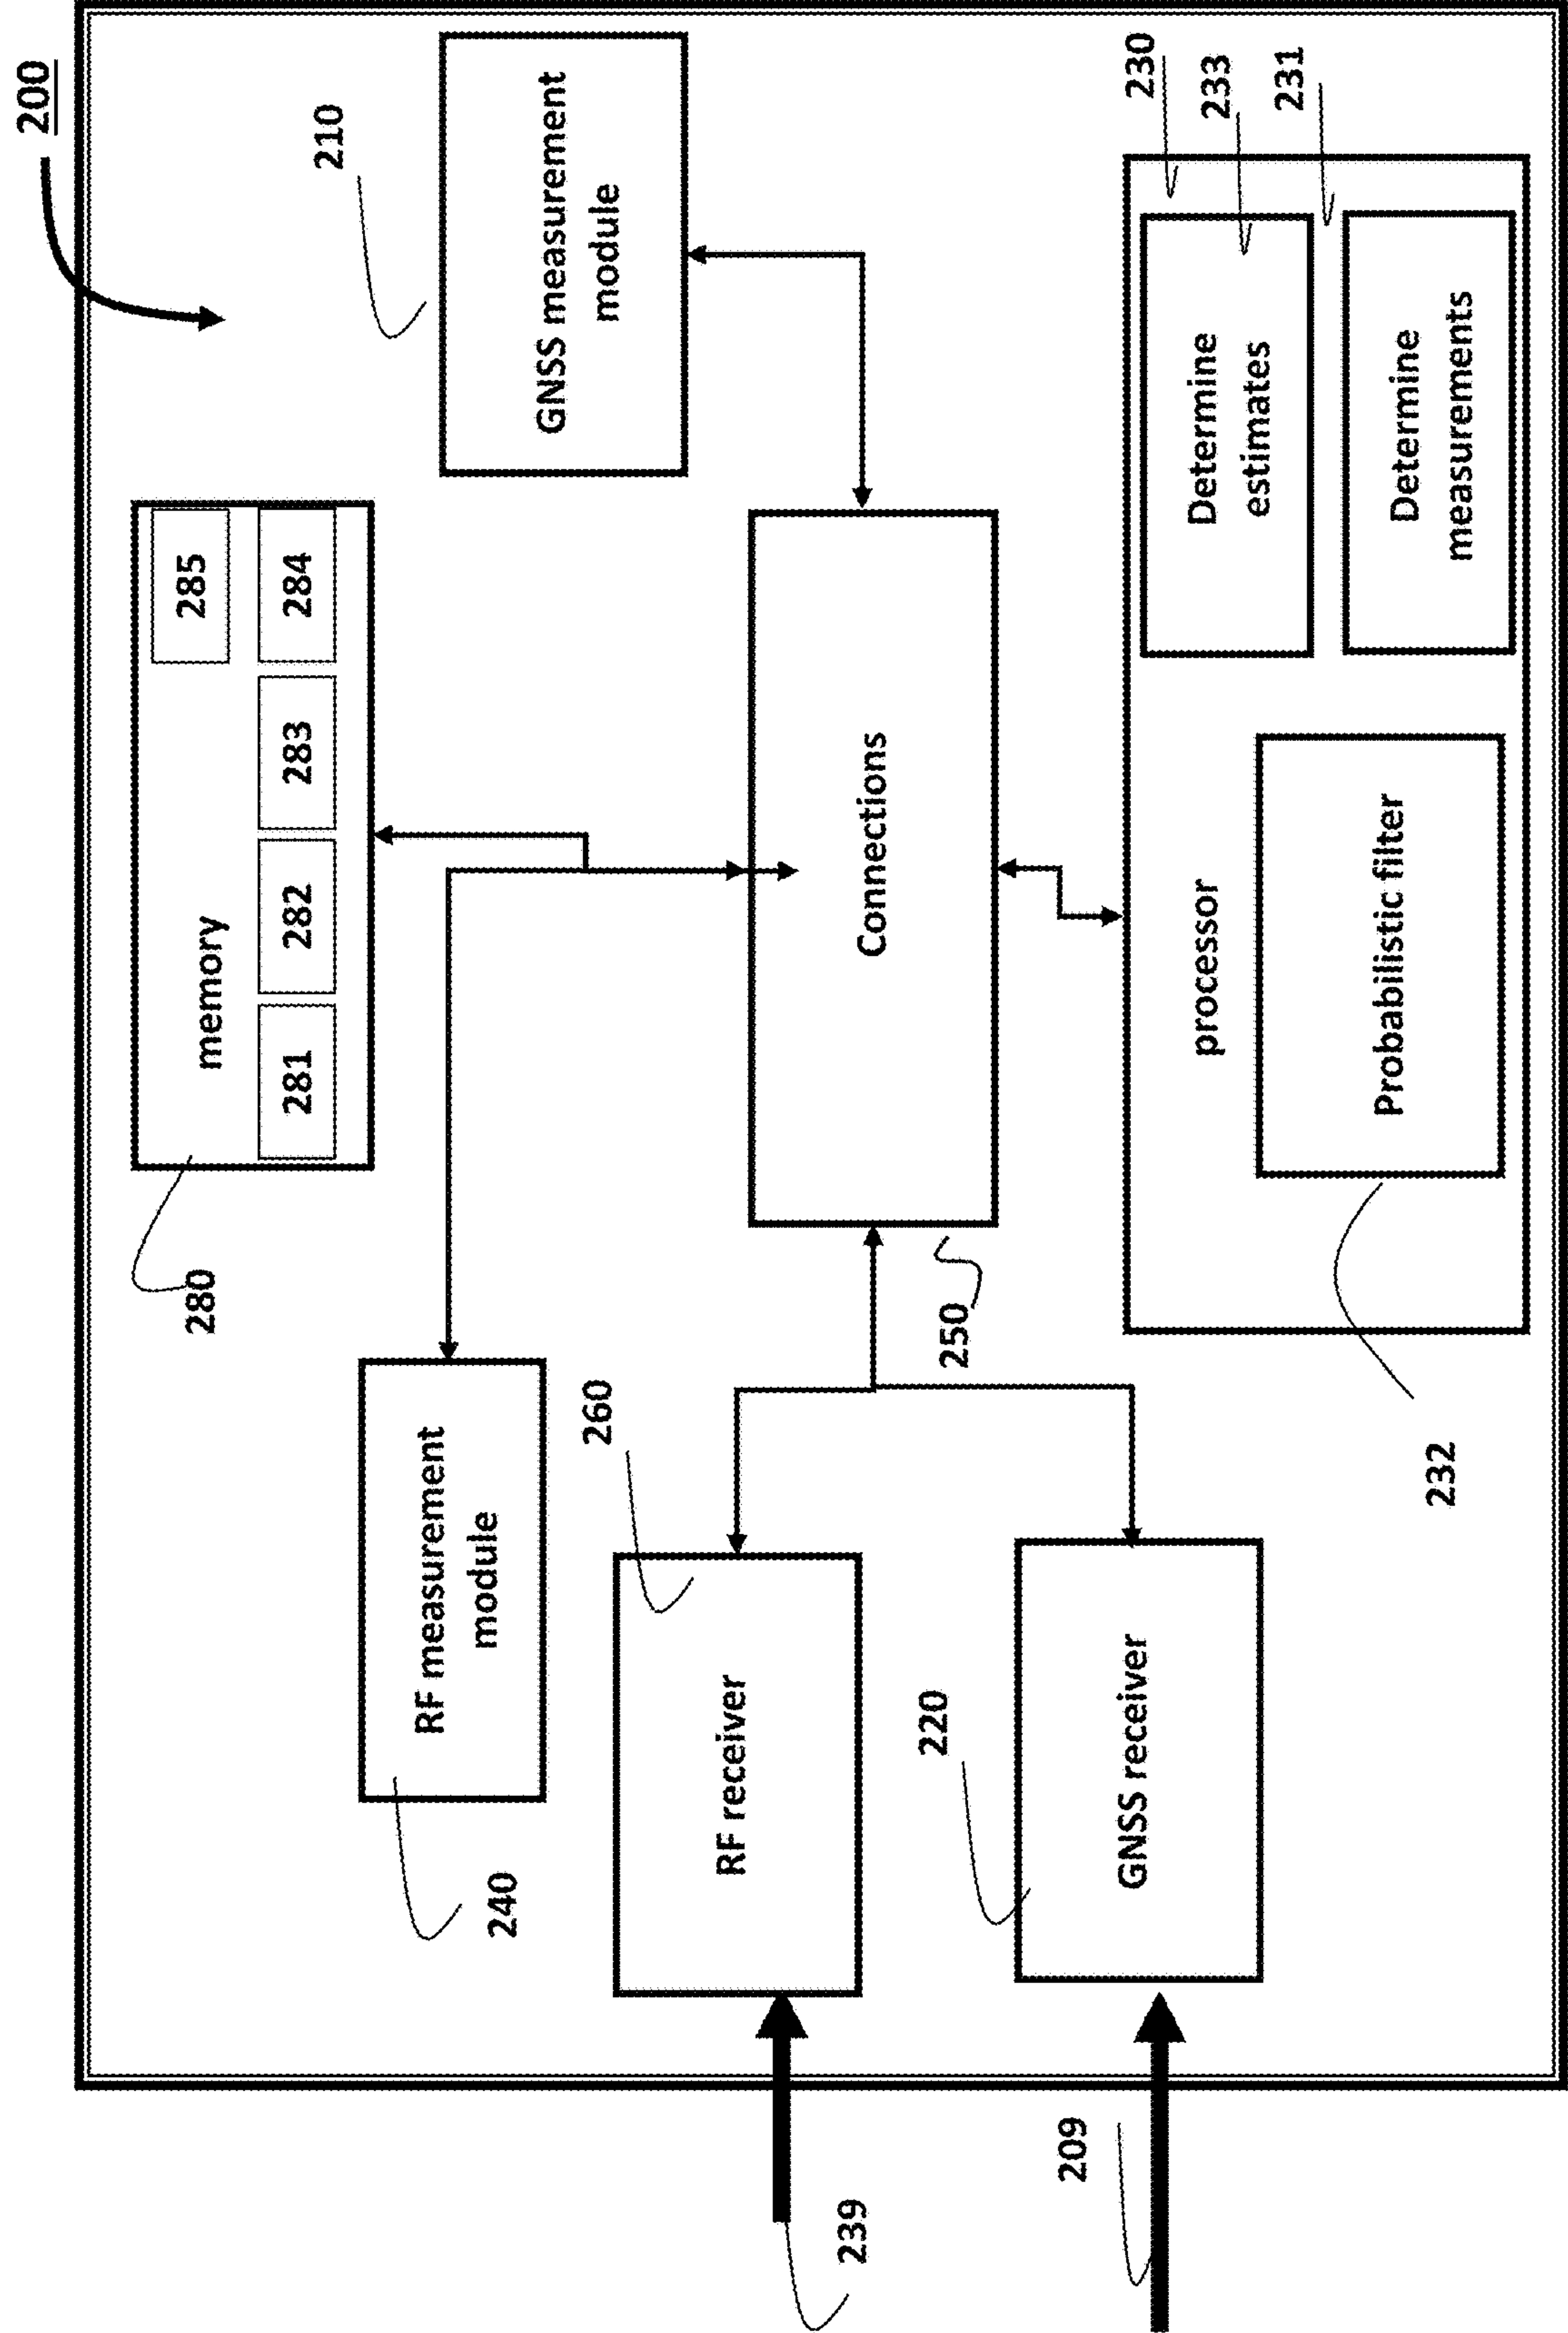 200
210
GNSS measurement
module
memory
285
281
282
283
284
280
RF measurement
module
240
260
RF receiver
Connections
250
220
GNSS receiver
230
233
231
processor
Determine
estimates
Determine
measurements
Probabilistic filter
232
239
209